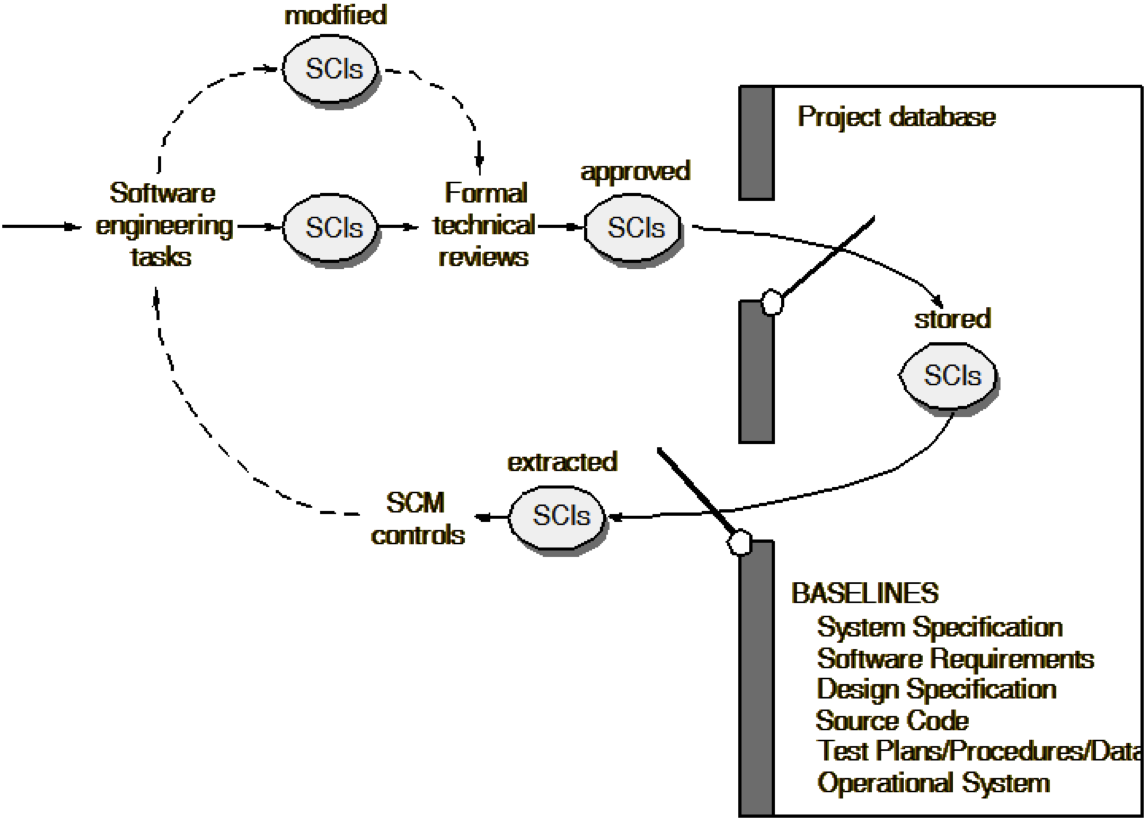 modified
SCIs
Project database
Software
engineering
tasks
SCIs
Formal
technical
reviews
approved
SCIs
stored
SCIs
extracted
SCIs
SCM
controls
BASELINES
System Specification
Software Requirements
Design Specification
Source Code
Test Plans/Procedures/Data
Operational System